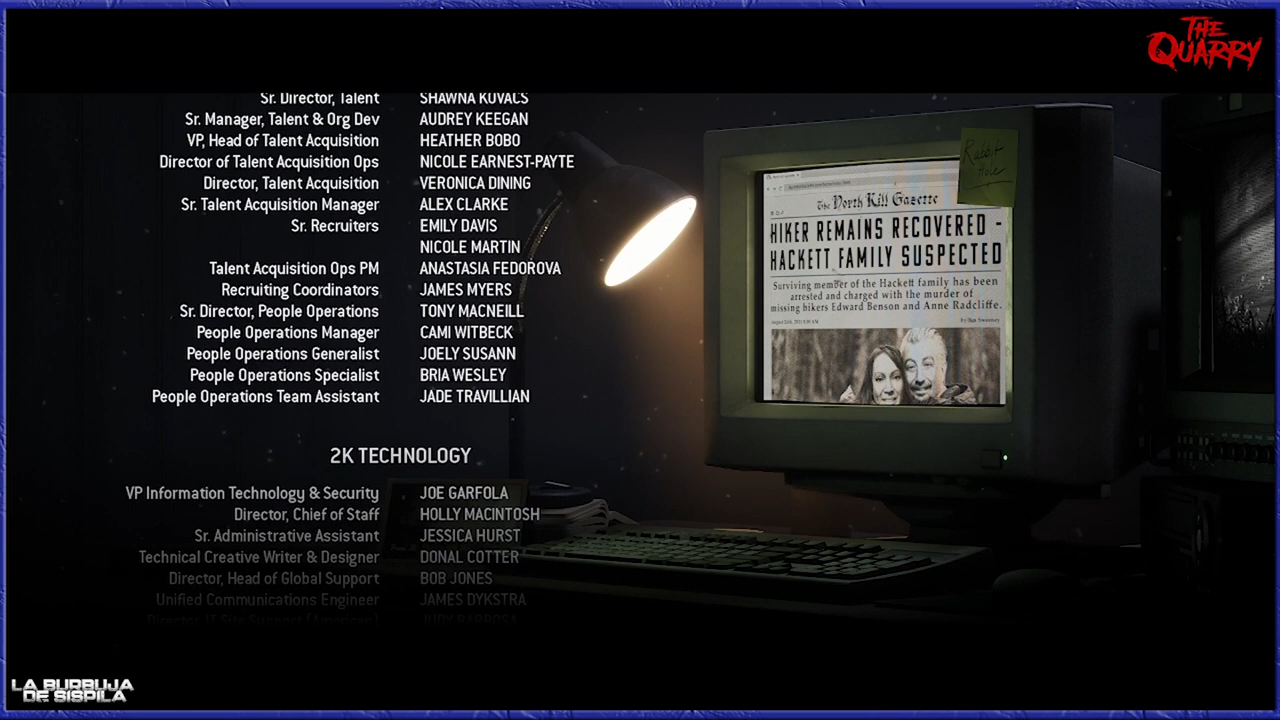 THE
QUARRY
Sr. Director, Talent SHAWNA KOVACS
Sr. Manager, Talent & Org Dev AUDREY KEEGAN
VP, Head of Talent Acquisition HEATHER BOBO
Director of Talent Acquisition Ops NICOLE EARNEST-PAYTE
Director, Talent Acquisition VERONICA DINING
Sr. Talent Acquisition Manager ALEX CLARKE
Sr. Recruiters EMILY DAVIS
NICOLE MARTIN
Talent Acquisition Ops PM ANASTASIA FEDOROVA
Recruiting Coordinators JAMES MYERS
Sr. Director, People Operations TONY MACNEILL
People Operations Manager CAMI WITBECK
People Operations Generalist JOELY SUSANN
People Operations Specialist BRIA WESLEY
People Operations Team Assistant JADE TRAVILLIAN
2K TECHNOLOGY
VP Information Technology & Security JOE GARFOLA
Director, Chief of Staff HOLLY MACINTOSH
Sr. Administrative Assistant JESSICA HURST
Technical Creative Writer & Designer DONAL COTTER
Director, Head of Global Support BOB JONES
Unified Communications Engineer JAMES DYKSTRA
Rabbit
Hole
The North Kill Gazette
HIKER REMAINS RECOVERED -
HACKETT FAMILY SUSPECTED
Surviving member of the Hackett family has been
arrested and charged with the murder of
missing hikers Edward Benson and Anne Radcliffe.
LA BURBUJA
DE SISPILA